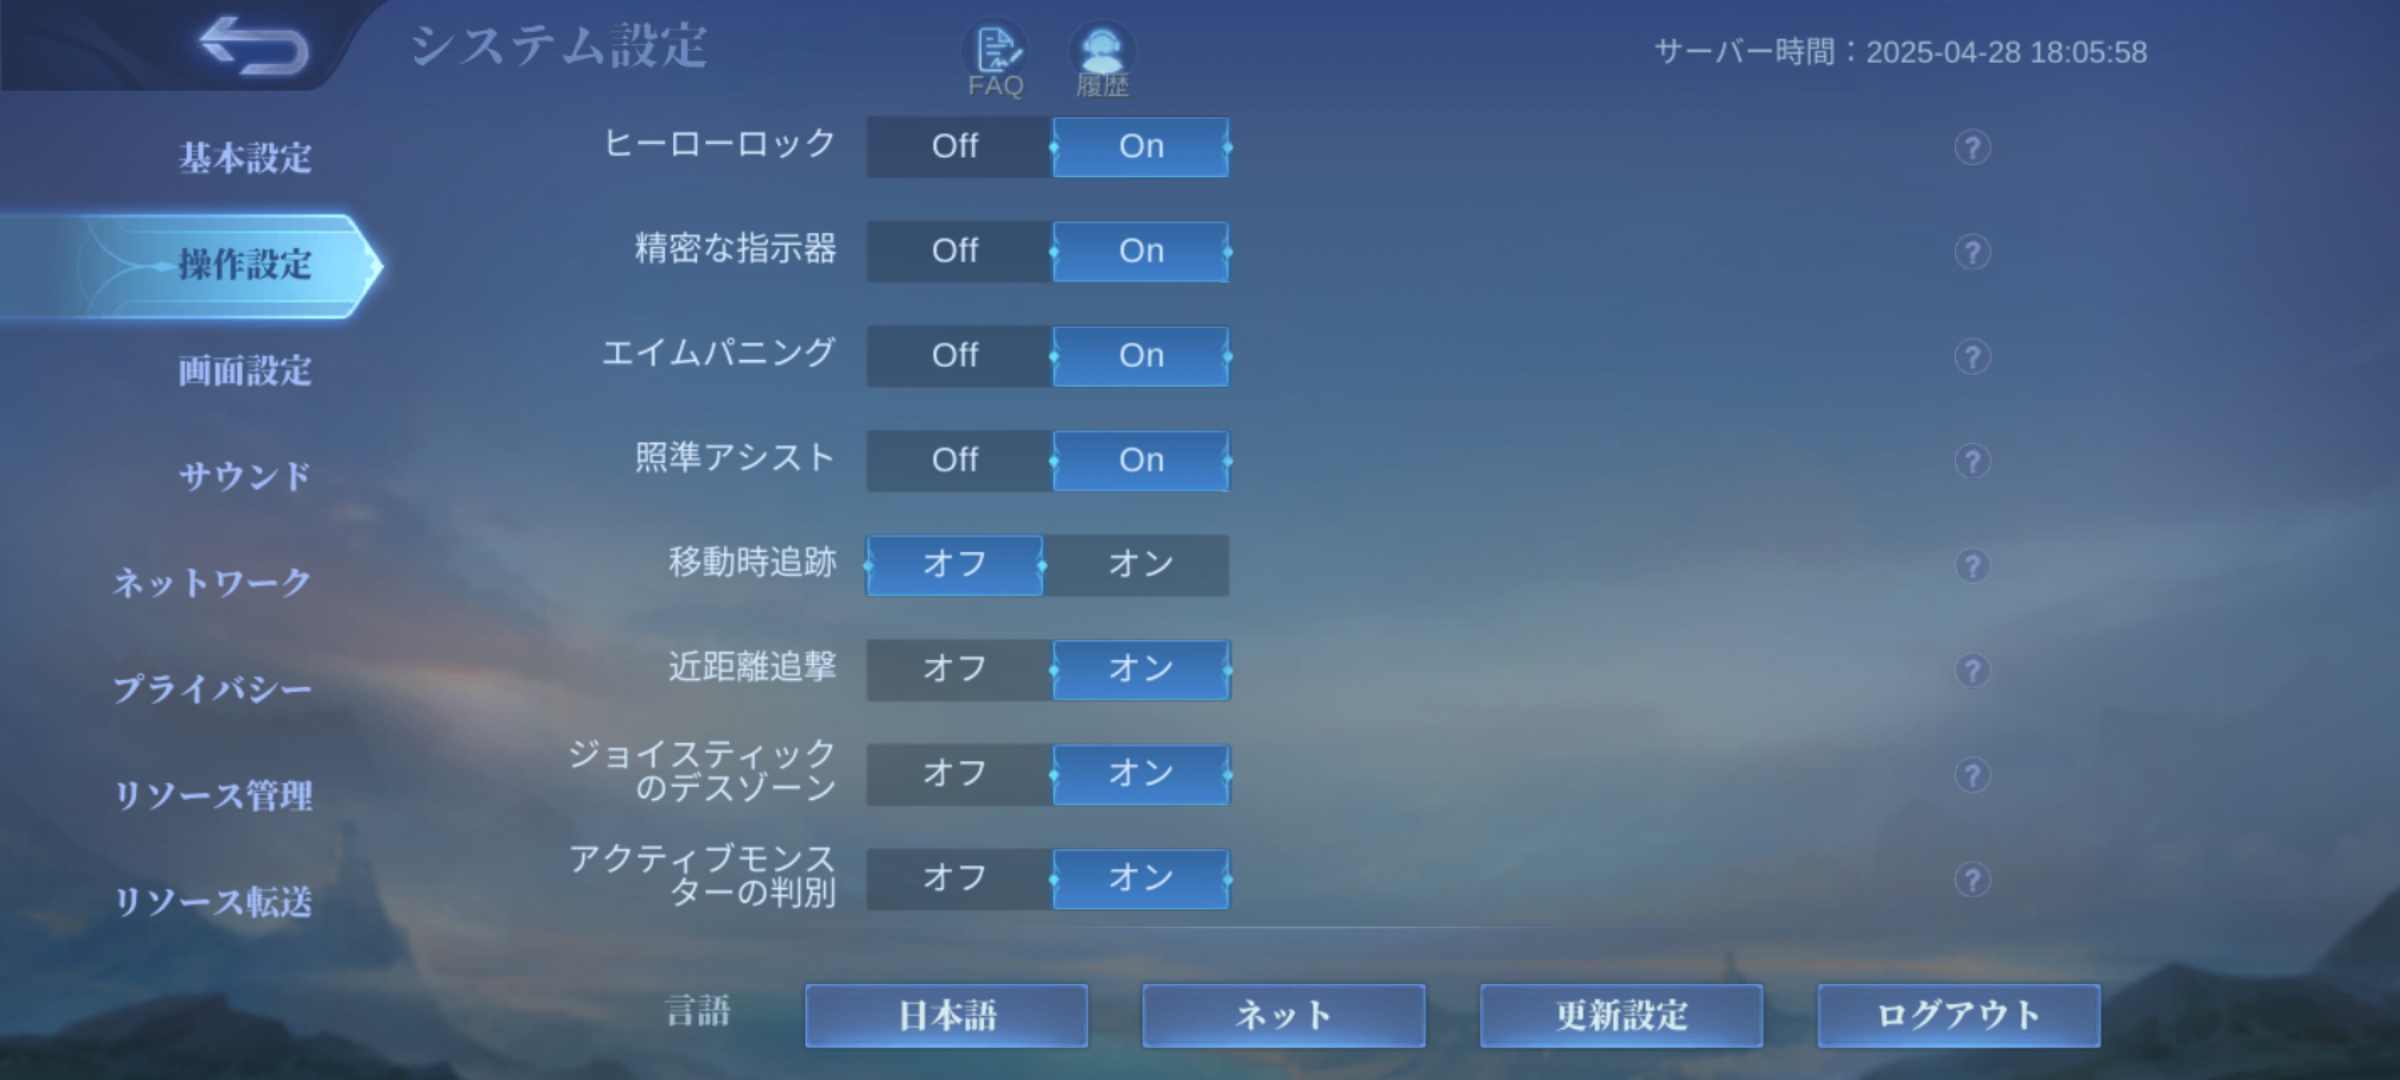 システム設定
FAQ
履歴
サーバー時間：2025-04-28 18:05:58
基本設定
操作設定
画面設定
サウンド
ネットワーク
プライバシー
リソース管理
リソース転送
ヒーローロック Off On ?
精密な指示器 Off On ?
エイムパニング Off On ?
照準アシスト Off On ?
移動時追跡 オフ オン ?
近距離追撃 オフ オン ?
ジョイスティック
のデスゾーン オフ オン ?
アクティブモンス
ターの判別 オフ オン ?
言語 日本語 ネット 更新設定 ログアウト